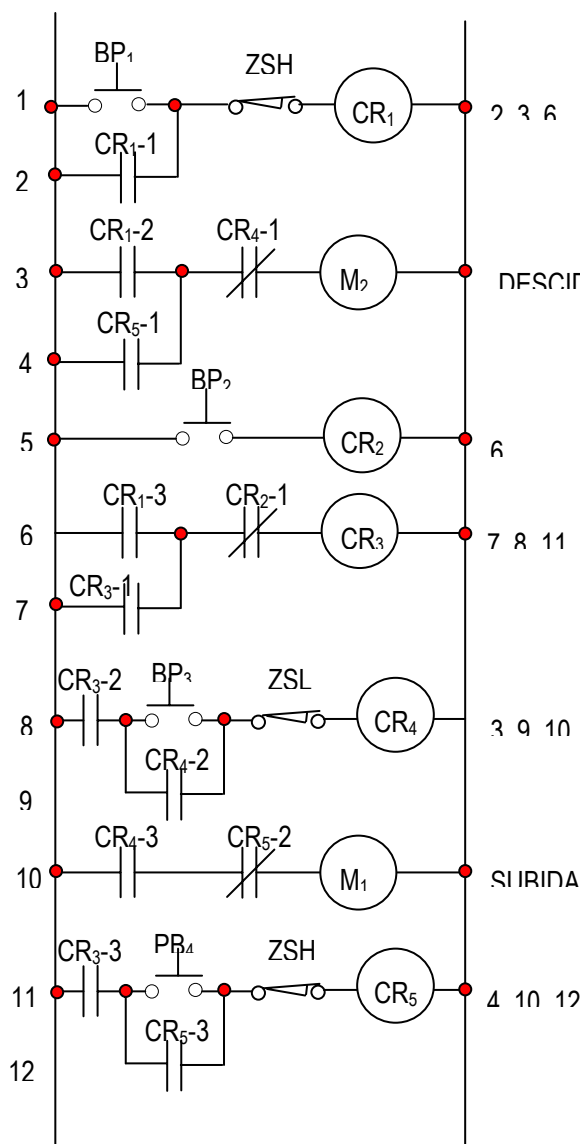 BP₁ ZSH
1 CR₁ 2 3 6
CR₁-1
2
CR₁-2 CR₄-1
3 M₂ DESCID
CR₅-1
4
BP₂
5 CR₂ 6
CR₁-3 CR₂-1
6 CR₃ 7 8 11
CR₃-1
7
CR₃-2 BP₃ ZSL
8 CR₄ 3 9 10
CR₄-2
9
CR₄-3 CR₅-2
10 M₁ SUBIDA
CR₃-3 PB₄ ZSH
11 CR₅ 4 10 12
CR₅-3
12